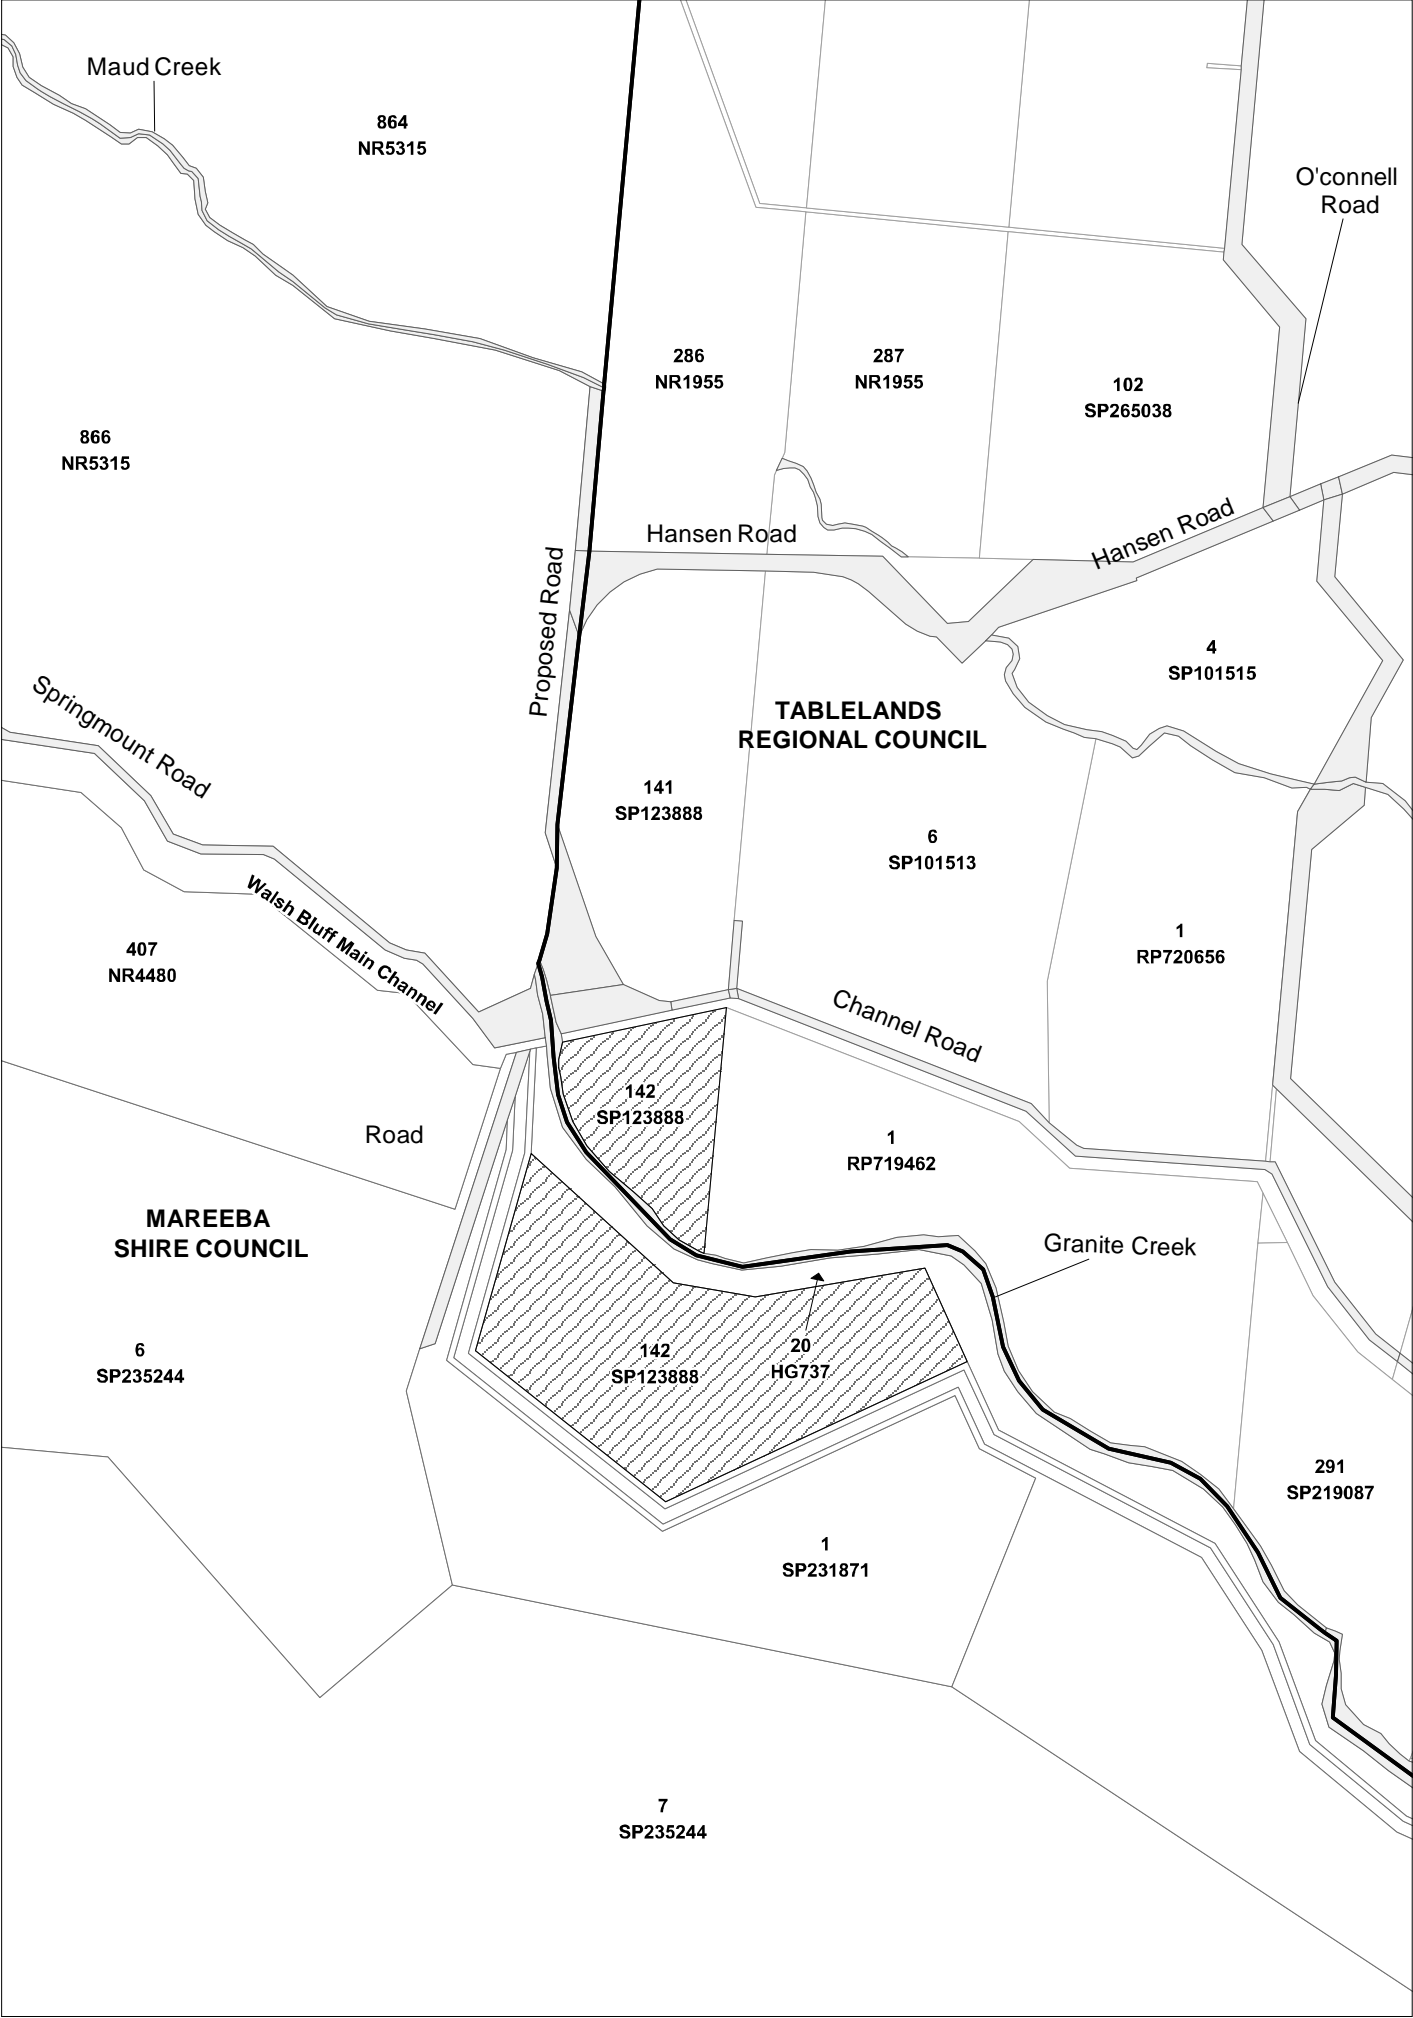 Maud Creek
864
NR5315
O'connell
Road
286
NR1955
287
NR1955
102
SP265038
866
NR5315
Hansen Road
Hansen Road
Proposed Road
4
SP101515
Springmount Road
TABLELANDS
REGIONAL COUNCIL
141
SP123888
6
SP101513
Walsh Bluff Main Channel
407
NR4480
1
RP720656
Channel Road
142
SP123888
Road
1
RP719462
MAREEBA
SHIRE COUNCIL
Granite Creek
6
SP235244
142
SP123888
20
HG737
291
SP219087
1
SP231871
7
SP235244